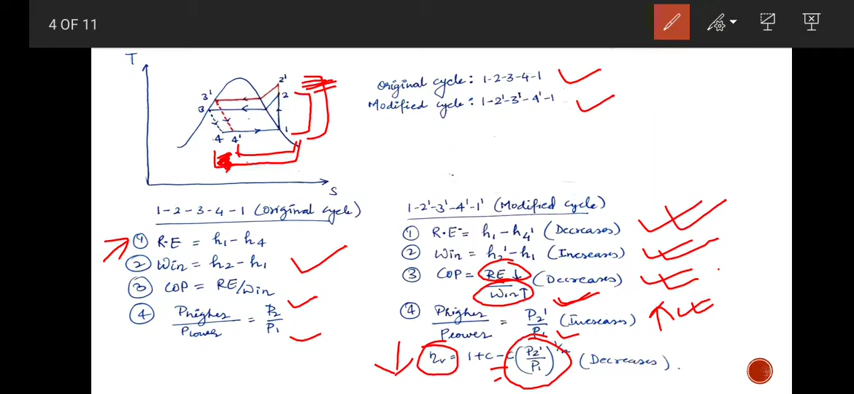 4 OF 11
T
3' 2'
3 2
4 4' 1
S
Original cycle: 1-2-3-4-1
Modified cycle: 1-2'-3'-4'-1
1-2-3-4-1 (Original cycle)
① R.E = h₁-h₄
② Win = h₂-h₁
③ COP = RE/Win
④ Phigher/Plower = P₂/P₁
1-2'-3'-4'-1' (Modified cycle)
① R.E = h₁-h₄' (Decreases)
② Win = h₂'-h₁ (Increases)
③ COP = RE↓/Win↑ (Decreases)
④ Phigher/Plower = P₂'/P₁ (Increases)
ηv = 1+C-C(P₂'/P₁)^1/n (Decreases).